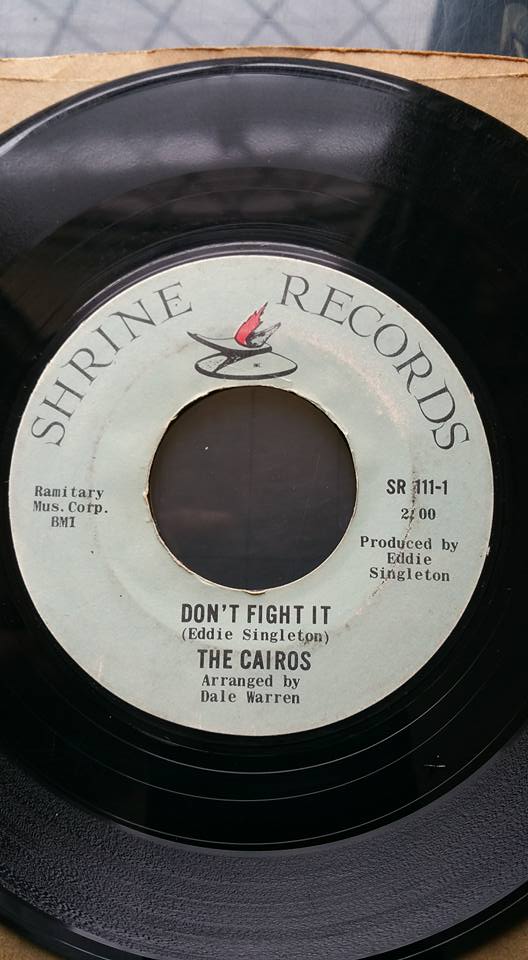 SHRINE RECORDS
Ramitary
Mus. Corp.
BMI
SR 111-1
2:00
Produced by
Eddie
Singleton
DON'T FIGHT IT
(Eddie Singleton)
THE CAIROS
Arranged by
Dale Warren